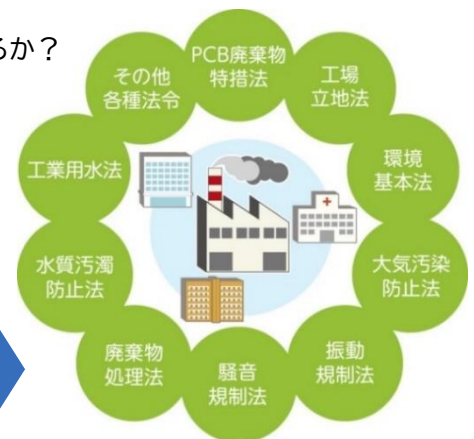 るか？
PCB廃棄物
特措法
工場
立地法
環境
基本法
大気汚染
防止法
振動
規制法
騒音
規制法
廃棄物
処理法
水質汚濁
防止法
工業用水法
その他
各種法令